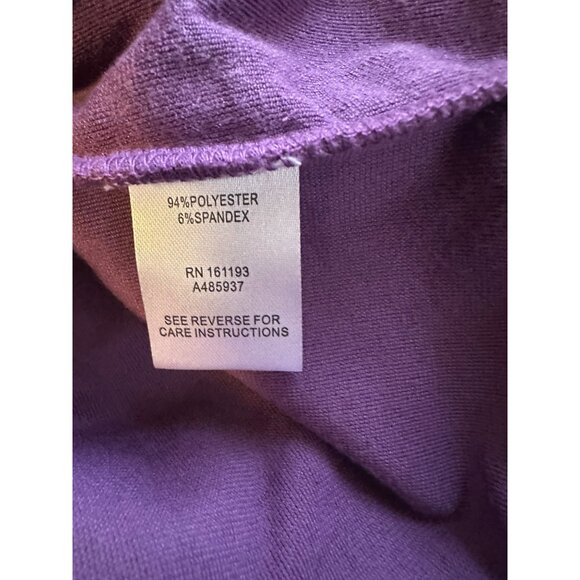 94%POLYESTER
6%SPANDEX
RN 161193
A485937
SEE REVERSE FOR
CARE INSTRUCTIONS